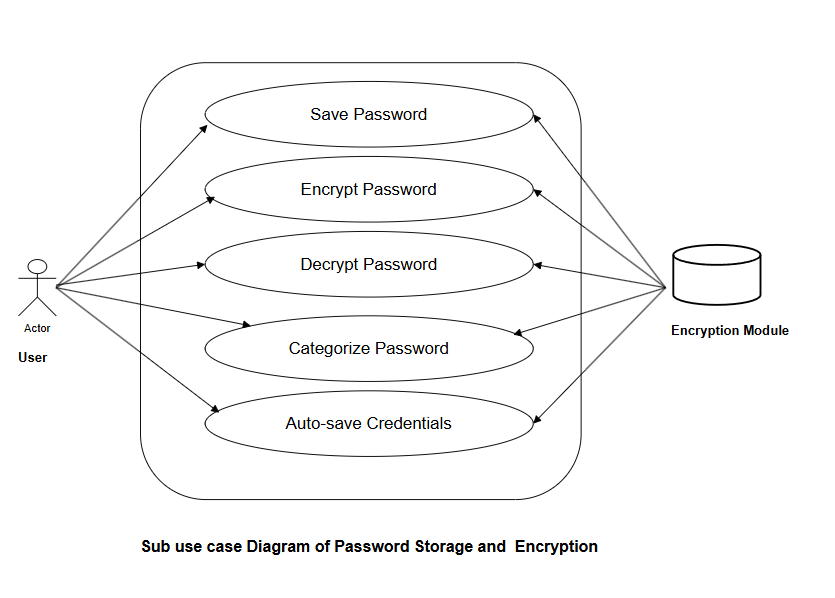 Save Password
Encrypt Password
Decrypt Password
Categorize Password
Auto-save Credentials
Actor
User
Encryption Module
Sub use case Diagram of Password Storage and  Encryption